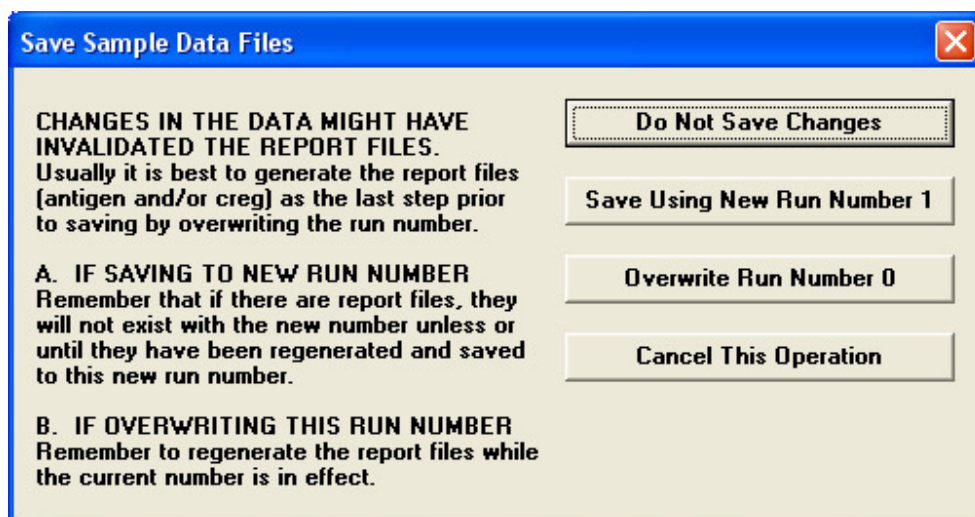 Save Sample Data Files
CHANGES IN THE DATA MIGHT HAVE
INVALIDATED THE REPORT FILES.
Usually it is best to generate the report files
(antigen and/or creg) as the last step prior
to saving by overwriting the run number.
A. IF SAVING TO NEW RUN NUMBER
Remember that if there are report files, they
will not exist with the new number unless or
until they have been regenerated and saved
to this new run number.
B. IF OVERWRITING THIS RUN NUMBER
Remember to regenerate the report files while
the current number is in effect.
Do Not Save Changes
Save Using New Run Number 1
Overwrite Run Number 0
Cancel This Operation